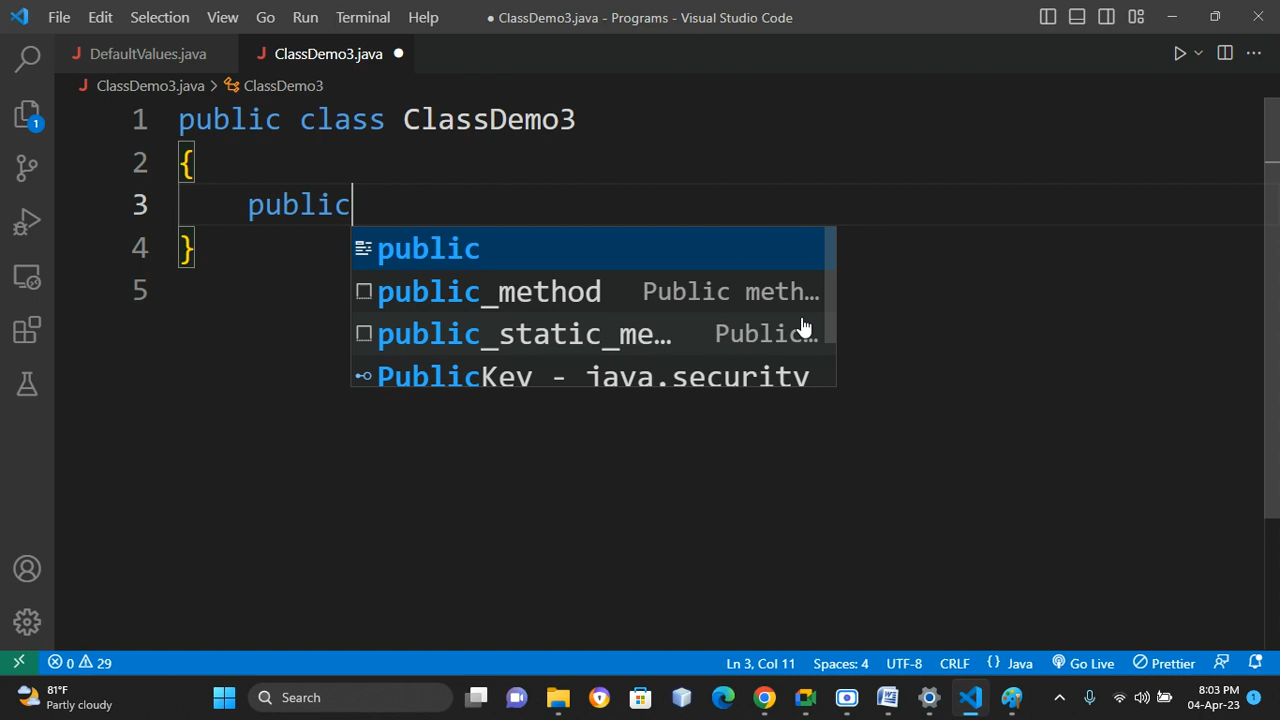 File Edit Selection View Go Run Terminal Help ● ClassDemo3.java - Programs - Visual Studio Code
DefaultValues.java ClassDemo3.java
ClassDemo3.java > ClassDemo3
1 public class ClassDemo3
2 {
3 public
4 }
5
public
public_method Public meth…
public_static_me… Public…
PublicKey - java.security
1
0 29 Ln 3, Col 11 Spaces: 4 UTF-8 CRLF {} Java Go Live Prettier
81°F
Partly cloudy
Search
8:03 PM
04-Apr-23
1